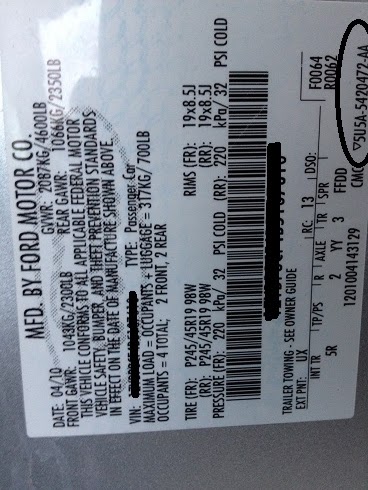 MFD. BY FORD MOTOR CO.
DATE: 04/10 GVWR: 2087KG/4600LB
FRONT GAWR: 1043KG/2300LB REAR GAWR: 1066KG/2350LB
THIS VEHICLE CONFORMS TO ALL APPLICABLE FEDERAL MOTOR
VEHICLE SAFETY, BUMPER, AND THEFT PREVENTION STANDARDS
IN EFFECT ON THE DATE OF MANUFACTURE SHOWN ABOVE.
VIN: TYPE: Passenger Car
MAXIMUM LOAD = OCCUPANTS + LUGGAGE = 317KG/ 700LB
OCCUPANTS = 4 TOTAL; 2 FRONT, 2 REAR
TIRE (FR): P245/45R19 98W RIMS (FR): 19x8.5J
(RR): P245/45R19 98W (RR): 19x8.5J
PRESSURE (FR): 220 kPa/ 32 PSI COLD (RR): 220 kPa/ 32 PSI COLD
TRAILER TOWING - SEE OWNER GUIDE F0064
EXT PNT: UX RC: 13 DSO: R0062
INT TR TP/PS R AXLE TR SPR CMC
5R 2 YY 3 FFDD
12010041431​29 ▽5U5A-5420472-AA